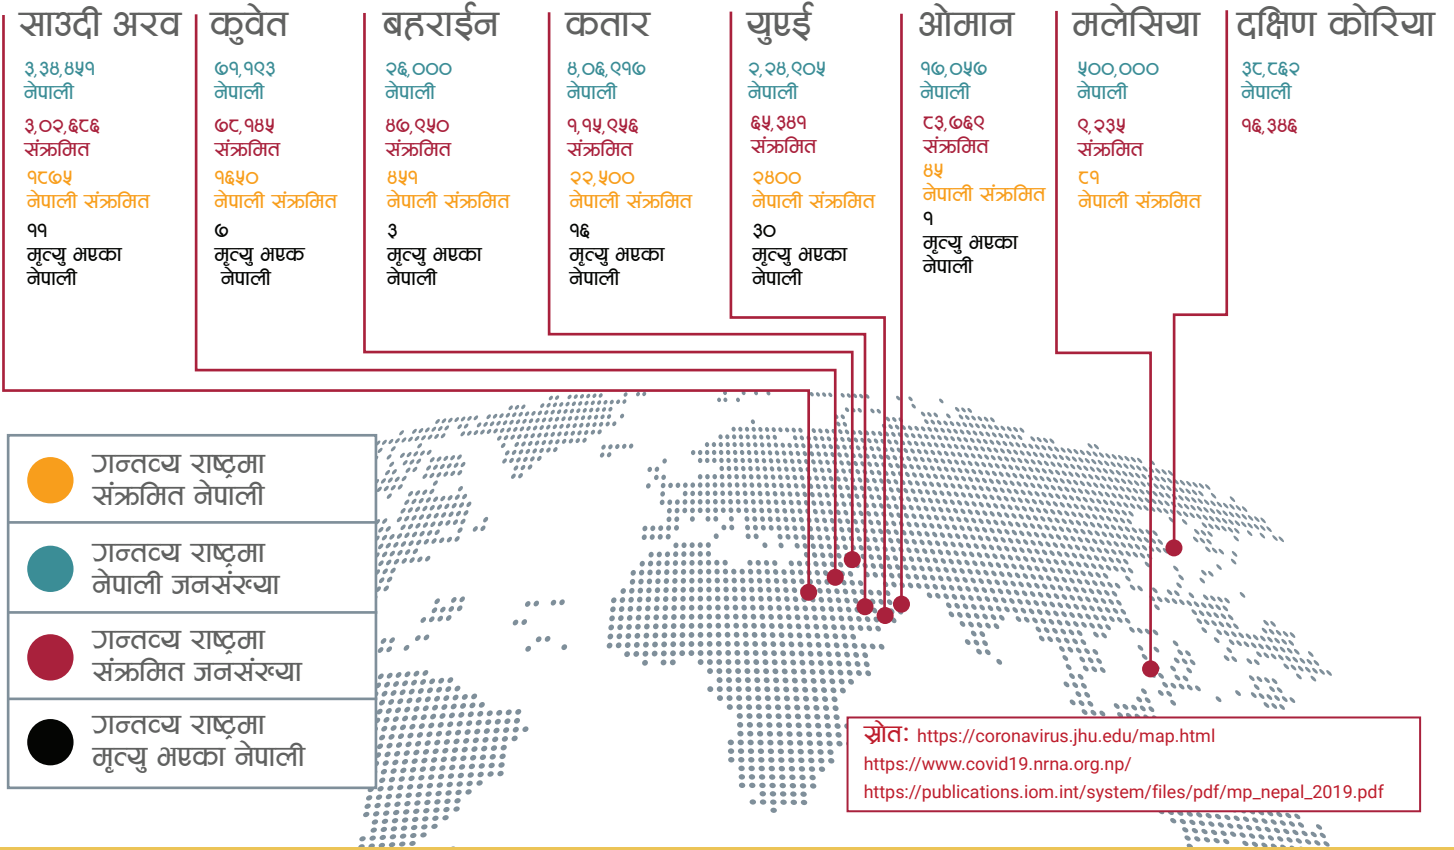 साउदी अरव
३,३४,४५१
नेपाली
३,०२,६८६
संक्रमित
१८७५
नेपाली संक्रमित
११
मृत्यु भएका
नेपाली
कुवेत
७१,१९३
नेपाली
७८,१४५
संक्रमित
१६५०
नेपाली संक्रमित
७
मृत्यु भएक
नेपाली
बहराईन
२६,०००
नेपाली
४७,९५०
संक्रमित
४५१
नेपाली संक्रमित
३
मृत्यु भएका
नेपाली
कतार
४,०६,९१७
नेपाली
१,१५,९५६
संक्रमित
२२,५००
नेपाली संक्रमित
१६
मृत्यु भएका
नेपाली
युएई
२,२४,९०५
नेपाली
६५,३४१
संक्रमित
२४००
नेपाली संक्रमित
३०
मृत्यु भएका
नेपाली
ओमान
१७,०५७
नेपाली
८३,७६९
संक्रमित
४५
नेपाली संक्रमित
१
मृत्यु भएका
नेपाली
मलेसिया
५००,०००
नेपाली
९,२३५
संक्रमित
८१
नेपाली संक्रमित
दक्षिण कोरिया
३८,८६२
नेपाली
१६,३४६
गन्तव्य राष्ट्रमा
संक्रमित नेपाली
गन्तव्य राष्ट्रमा
नेपाली जनसंख्या
गन्तव्य राष्ट्रमा
संक्रमित जनसंख्या
गन्तव्य राष्ट्रमा
मृत्यु भएका नेपाली
स्रोत: https://coronavirus.jhu.edu/map.html
https://www.covid19.nrna.org.np/
https://publications.iom.int/system/files/pdf/mp_nepal_2019.pdf